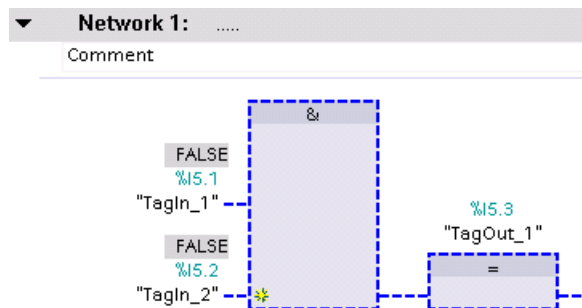 Network 1: .....
Comment
&
FALSE
%I5.1
"TagIn_1"
%I5.3
"TagOut_1"
FALSE
%I5.2
=
"TagIn_2"